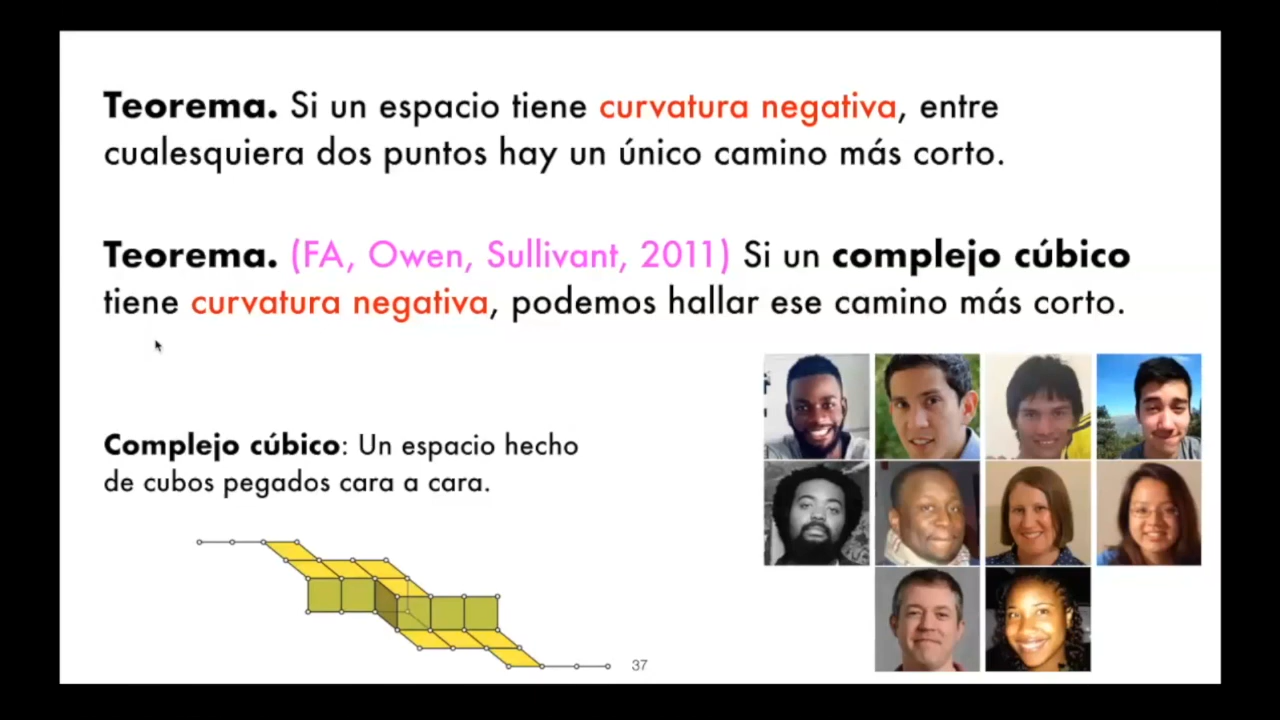 Teorema. Si un espacio tiene curvatura negativa, entre
cualesquiera dos puntos hay un único camino más corto.
Teorema. (FA, Owen, Sullivant, 2011) Si un complejo cúbico
tiene curvatura negativa, podemos hallar ese camino más corto.
Complejo cúbico: Un espacio hecho
de cubos pegados cara a cara.
37